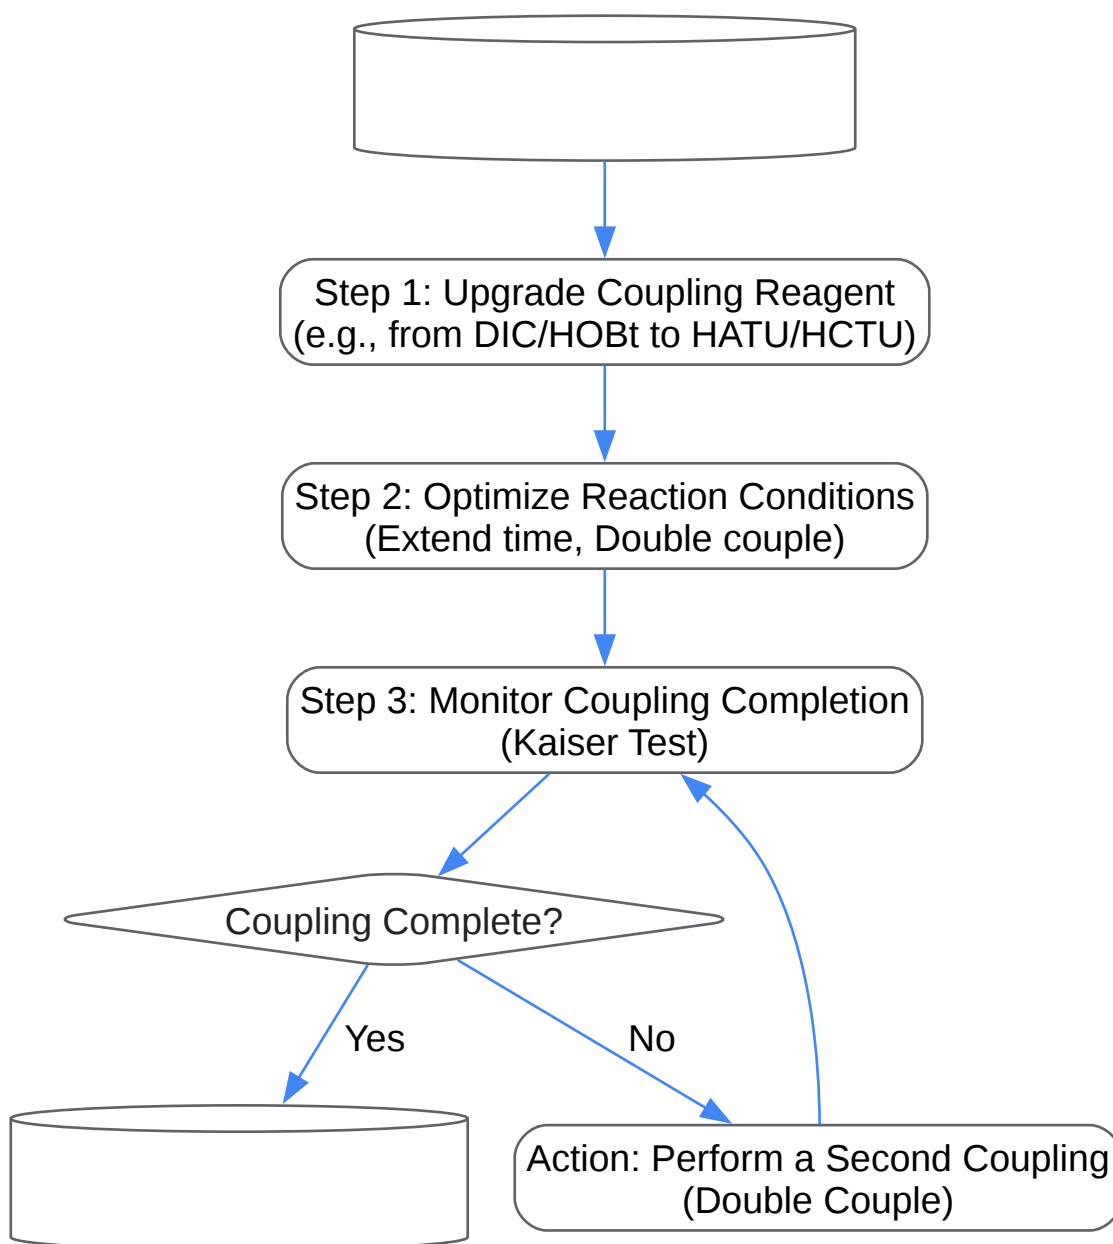 Step 1: Upgrade Coupling Reagent
(e.g., from DIC/HOBt to HATU/HCTU)
Step 2: Optimize Reaction Conditions
(Extend time, Double couple)
Step 3: Monitor Coupling Completion
(Kaiser Test)
Coupling Complete?
Yes
No
Action: Perform a Second Coupling
(Double Couple)